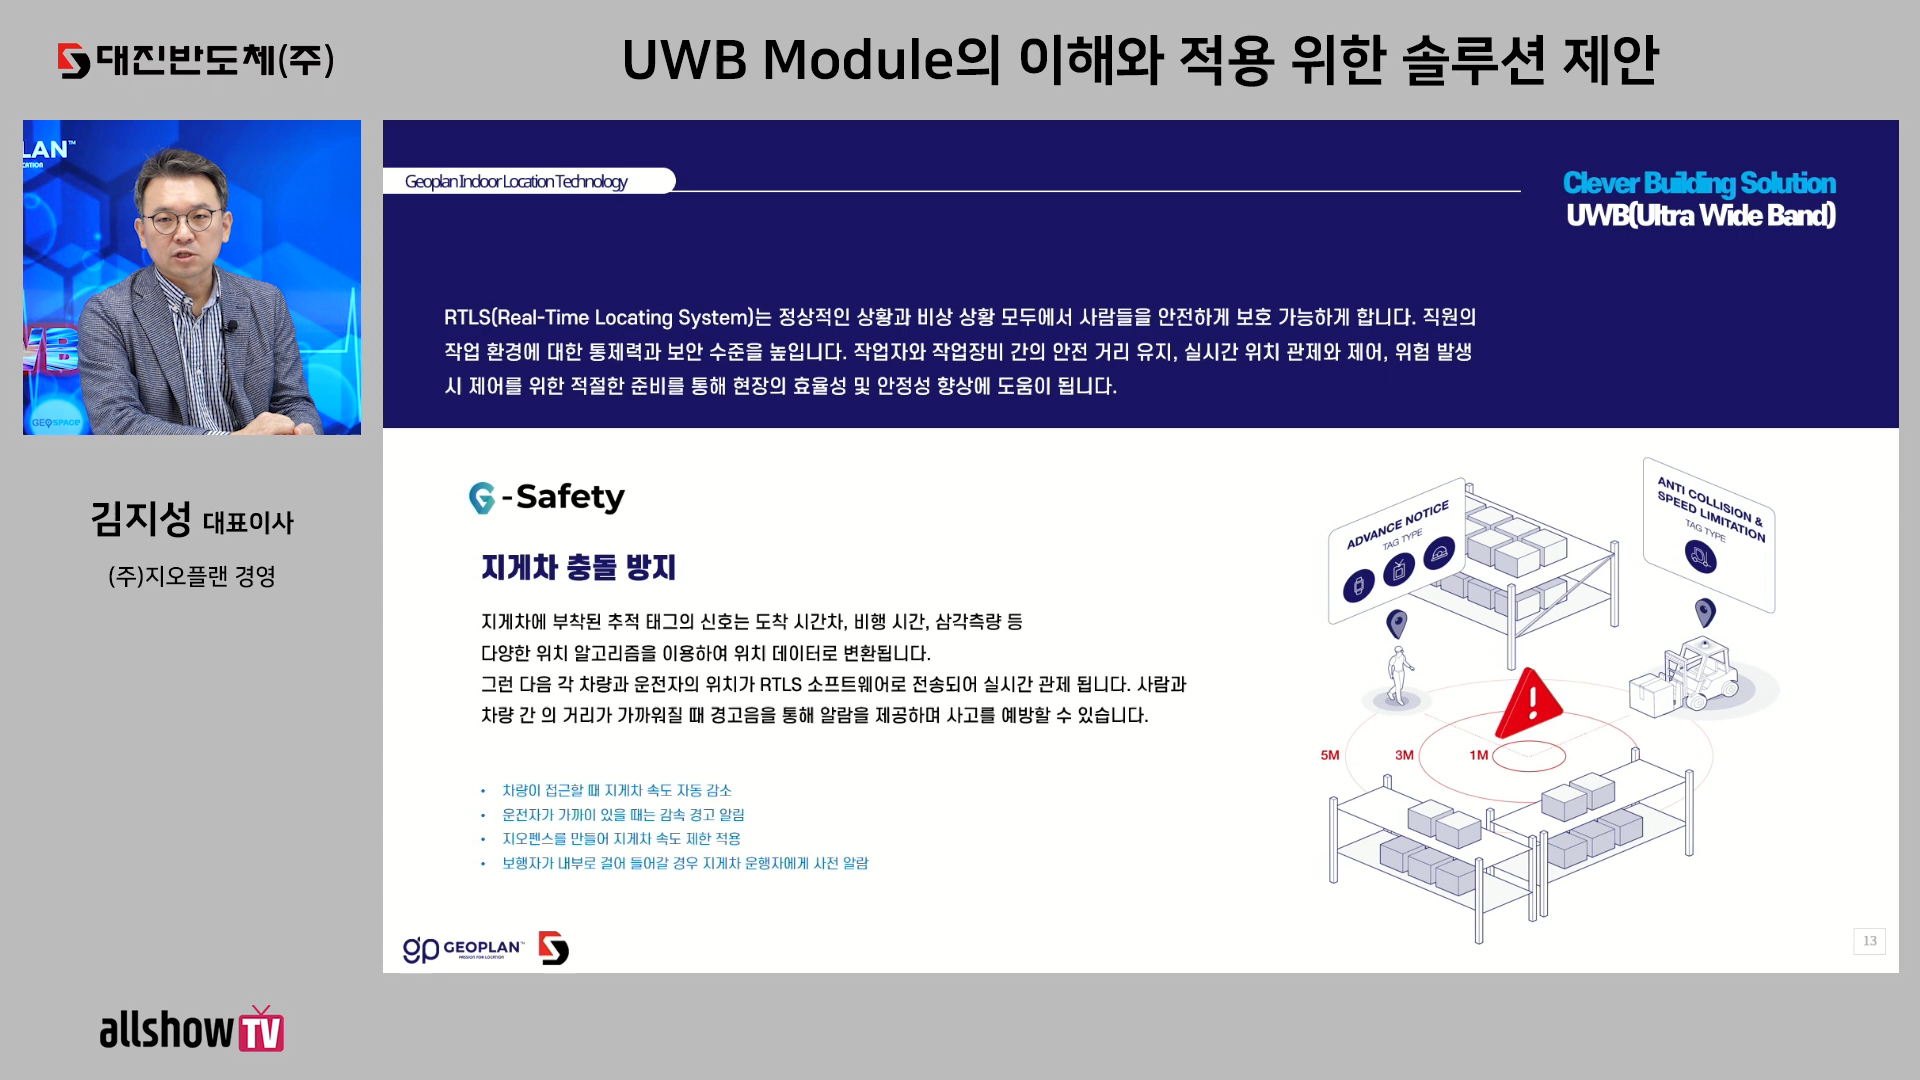 대진반도체(주)
UWB Module의 이해와 적용 위한 솔루션 제안
LAN™
김지성 대표이사
(주)지오플랜 경영
allshow TV
Geoplan Indoor Location Technology
Clever Building Solution
UWB(Ultra Wide Band)
RTLS(Real-Time Locating System)는 정상적인 상황과 비상 상황 모두에서 사람들을 안전하게 보호 가능하게 합니다. 직원의
작업 환경에 대한 통제력과 보안 수준을 높입니다. 작업자와 작업장비 간의 안전 거리 유지, 실시간 위치 관제와 제어, 위험 발생
시 제어를 위한 적절한 준비를 통해 현장의 효율성 및 안정성 향상에 도움이 됩니다.
G-Safety
지게차 충돌 방지
지게차에 부착된 추적 태그의 신호는 도착 시간차, 비행 시간, 삼각측량 등
다양한 위치 알고리즘을 이용하여 위치 데이터로 변환됩니다.
그런 다음 각 차량과 운전자의 위치가 RTLS 소프트웨어로 전송되어 실시간 관제 됩니다. 사람과
차량 간 의 거리가 가까워질 때 경고음을 통해 알람을 제공하며 사고를 예방할 수 있습니다.
• 차량이 접근할 때 지게차 속도 자동 감소
• 운전자가 가까이 있을 때는 감속 경고 알림
• 지오펜스를 만들어 지게차 속도 제한 적용
• 보행자가 내부로 걸어 들어갈 경우 지게차 운행자에게 사전 알람
ADVANCE NOTICE
TAG TYPE
ANTI COLLISION &
SPEED LIMITATION
TAG TYPE
5M 3M 1M
gp GEOPLAN™
PASSION FOR LOCATION
13
GEOSPACE